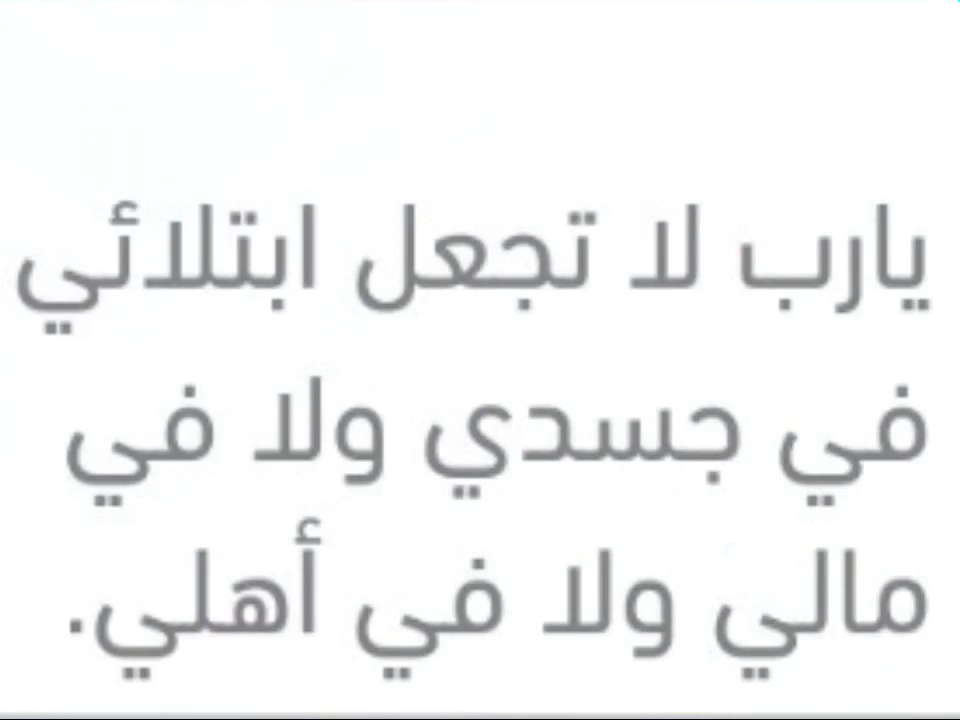 يارب لا تجعل ابتلائي
في جسدي ولا في
مالي ولا في أهلي.